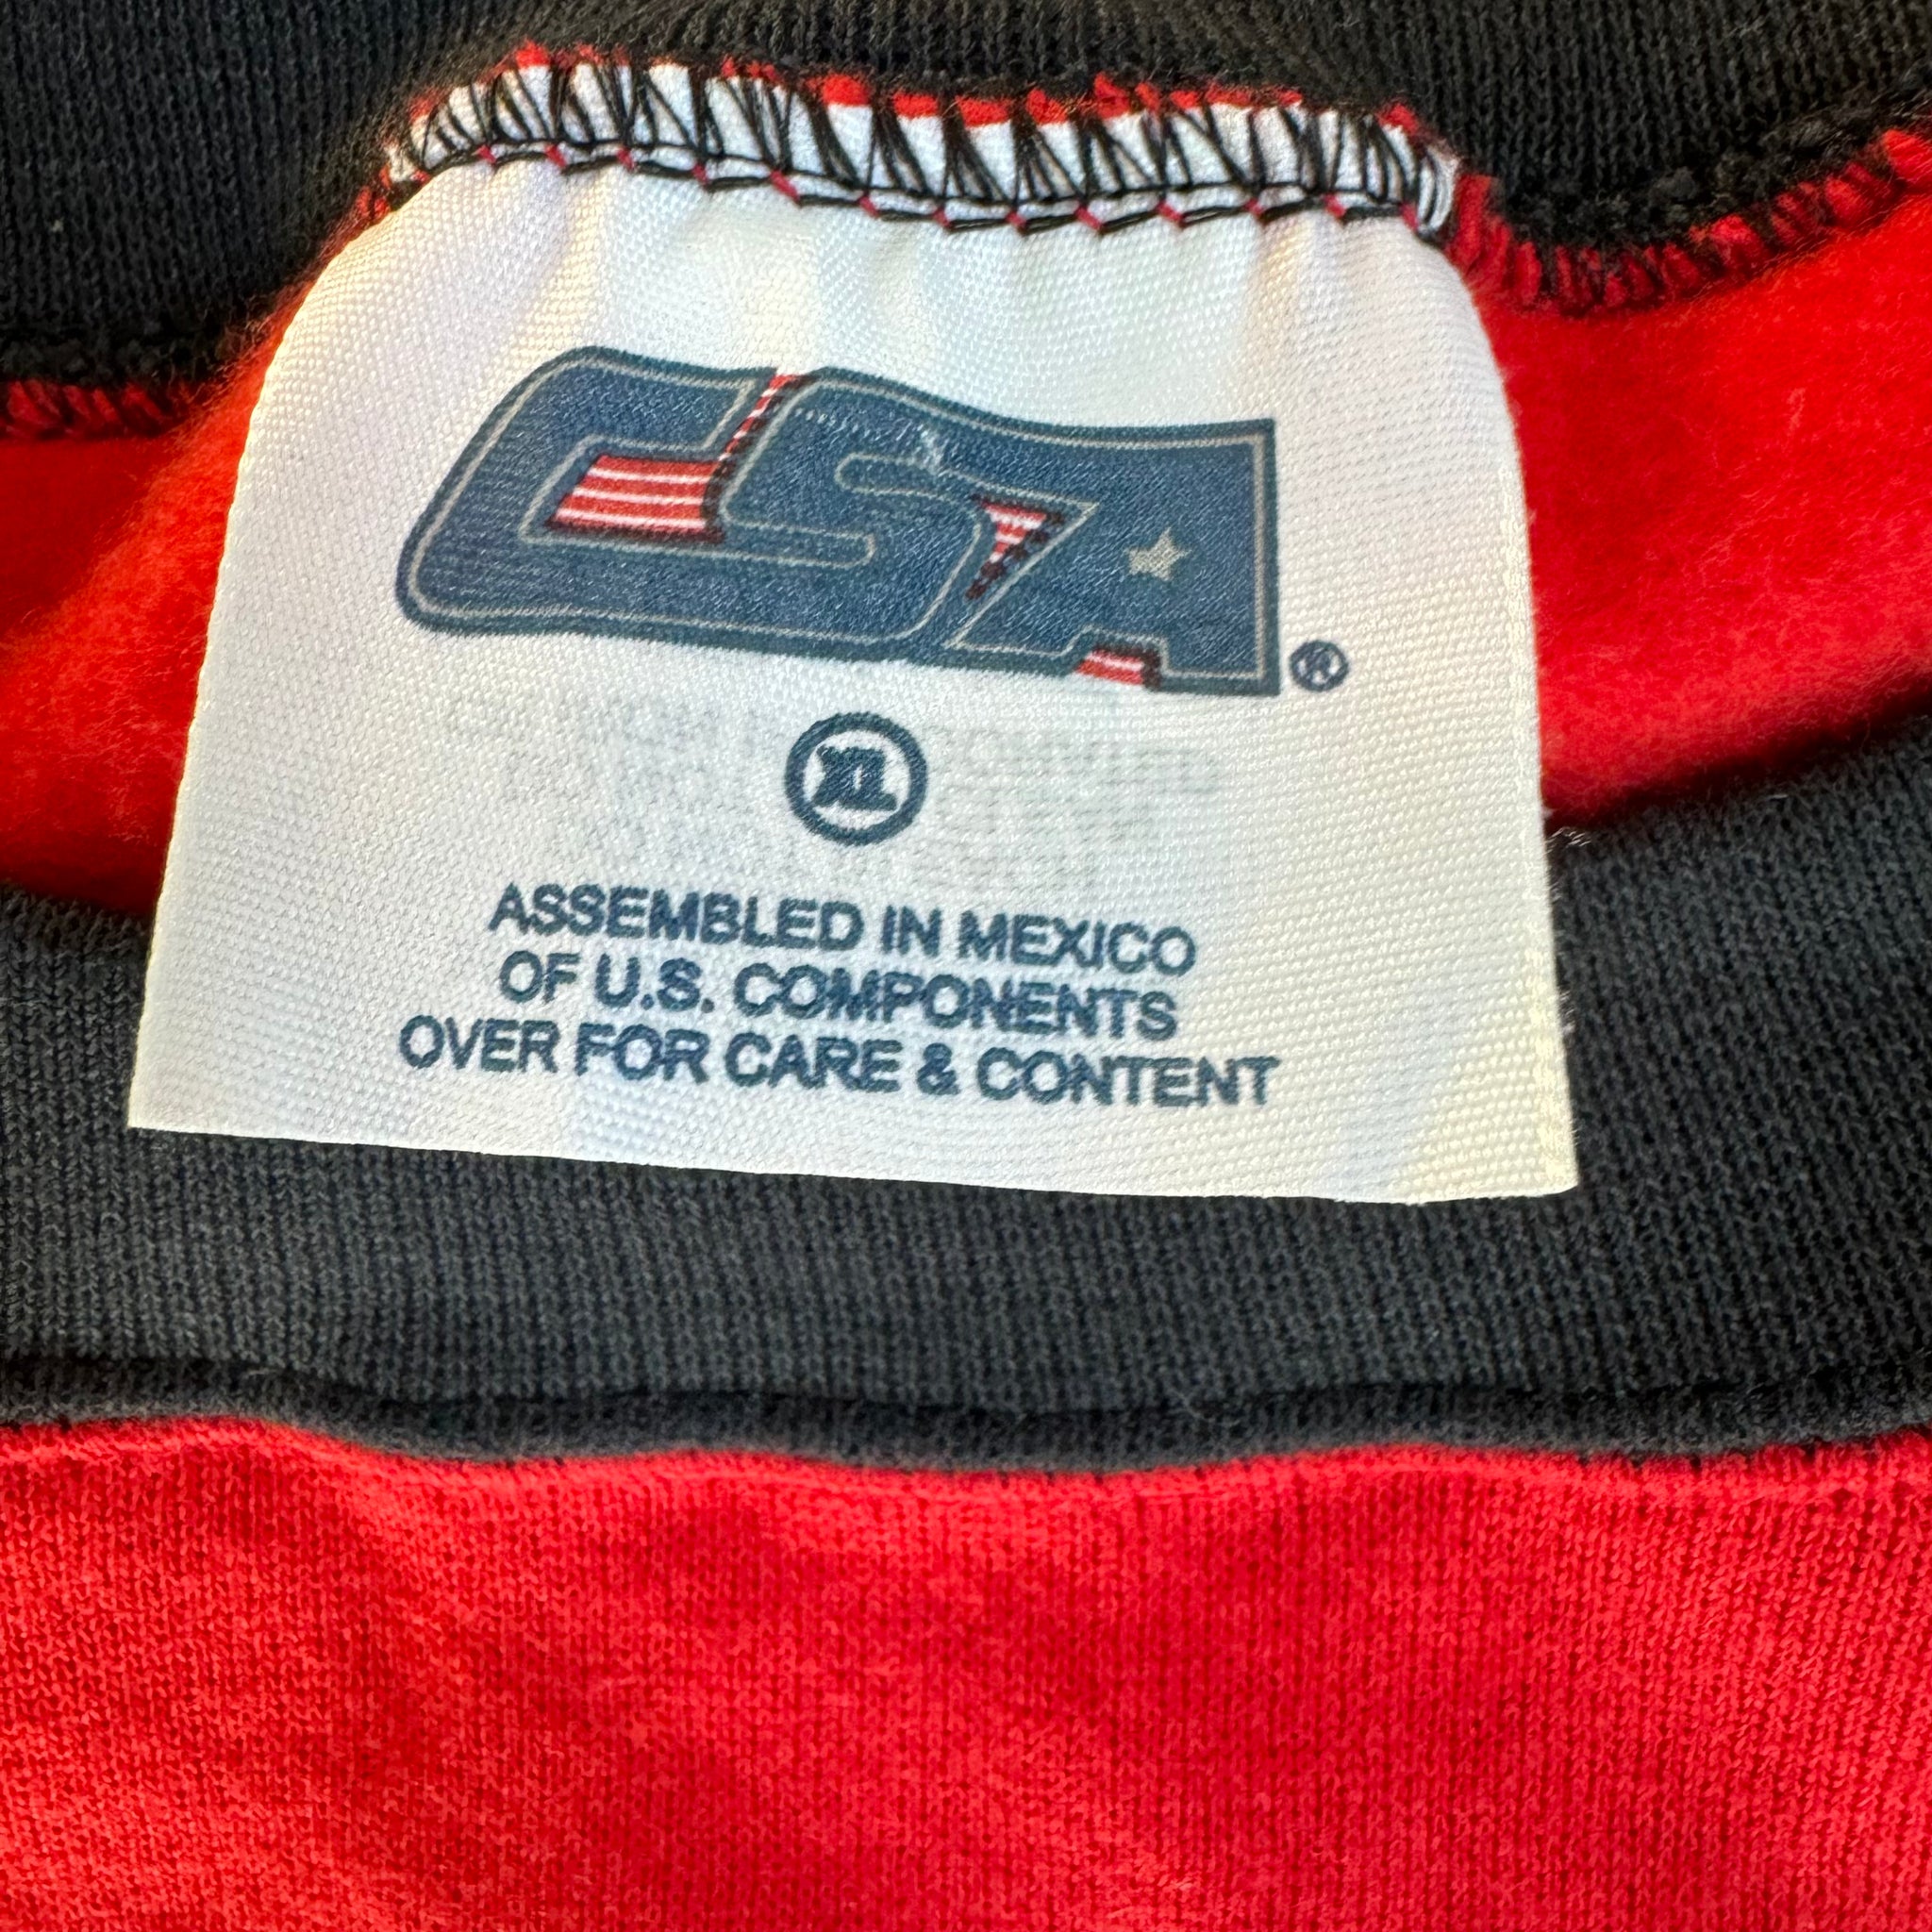 CSA
®
XL
ASSEMBLED IN MEXICO
OF U.S. COMPONENTS
OVER FOR CARE & CONTENT